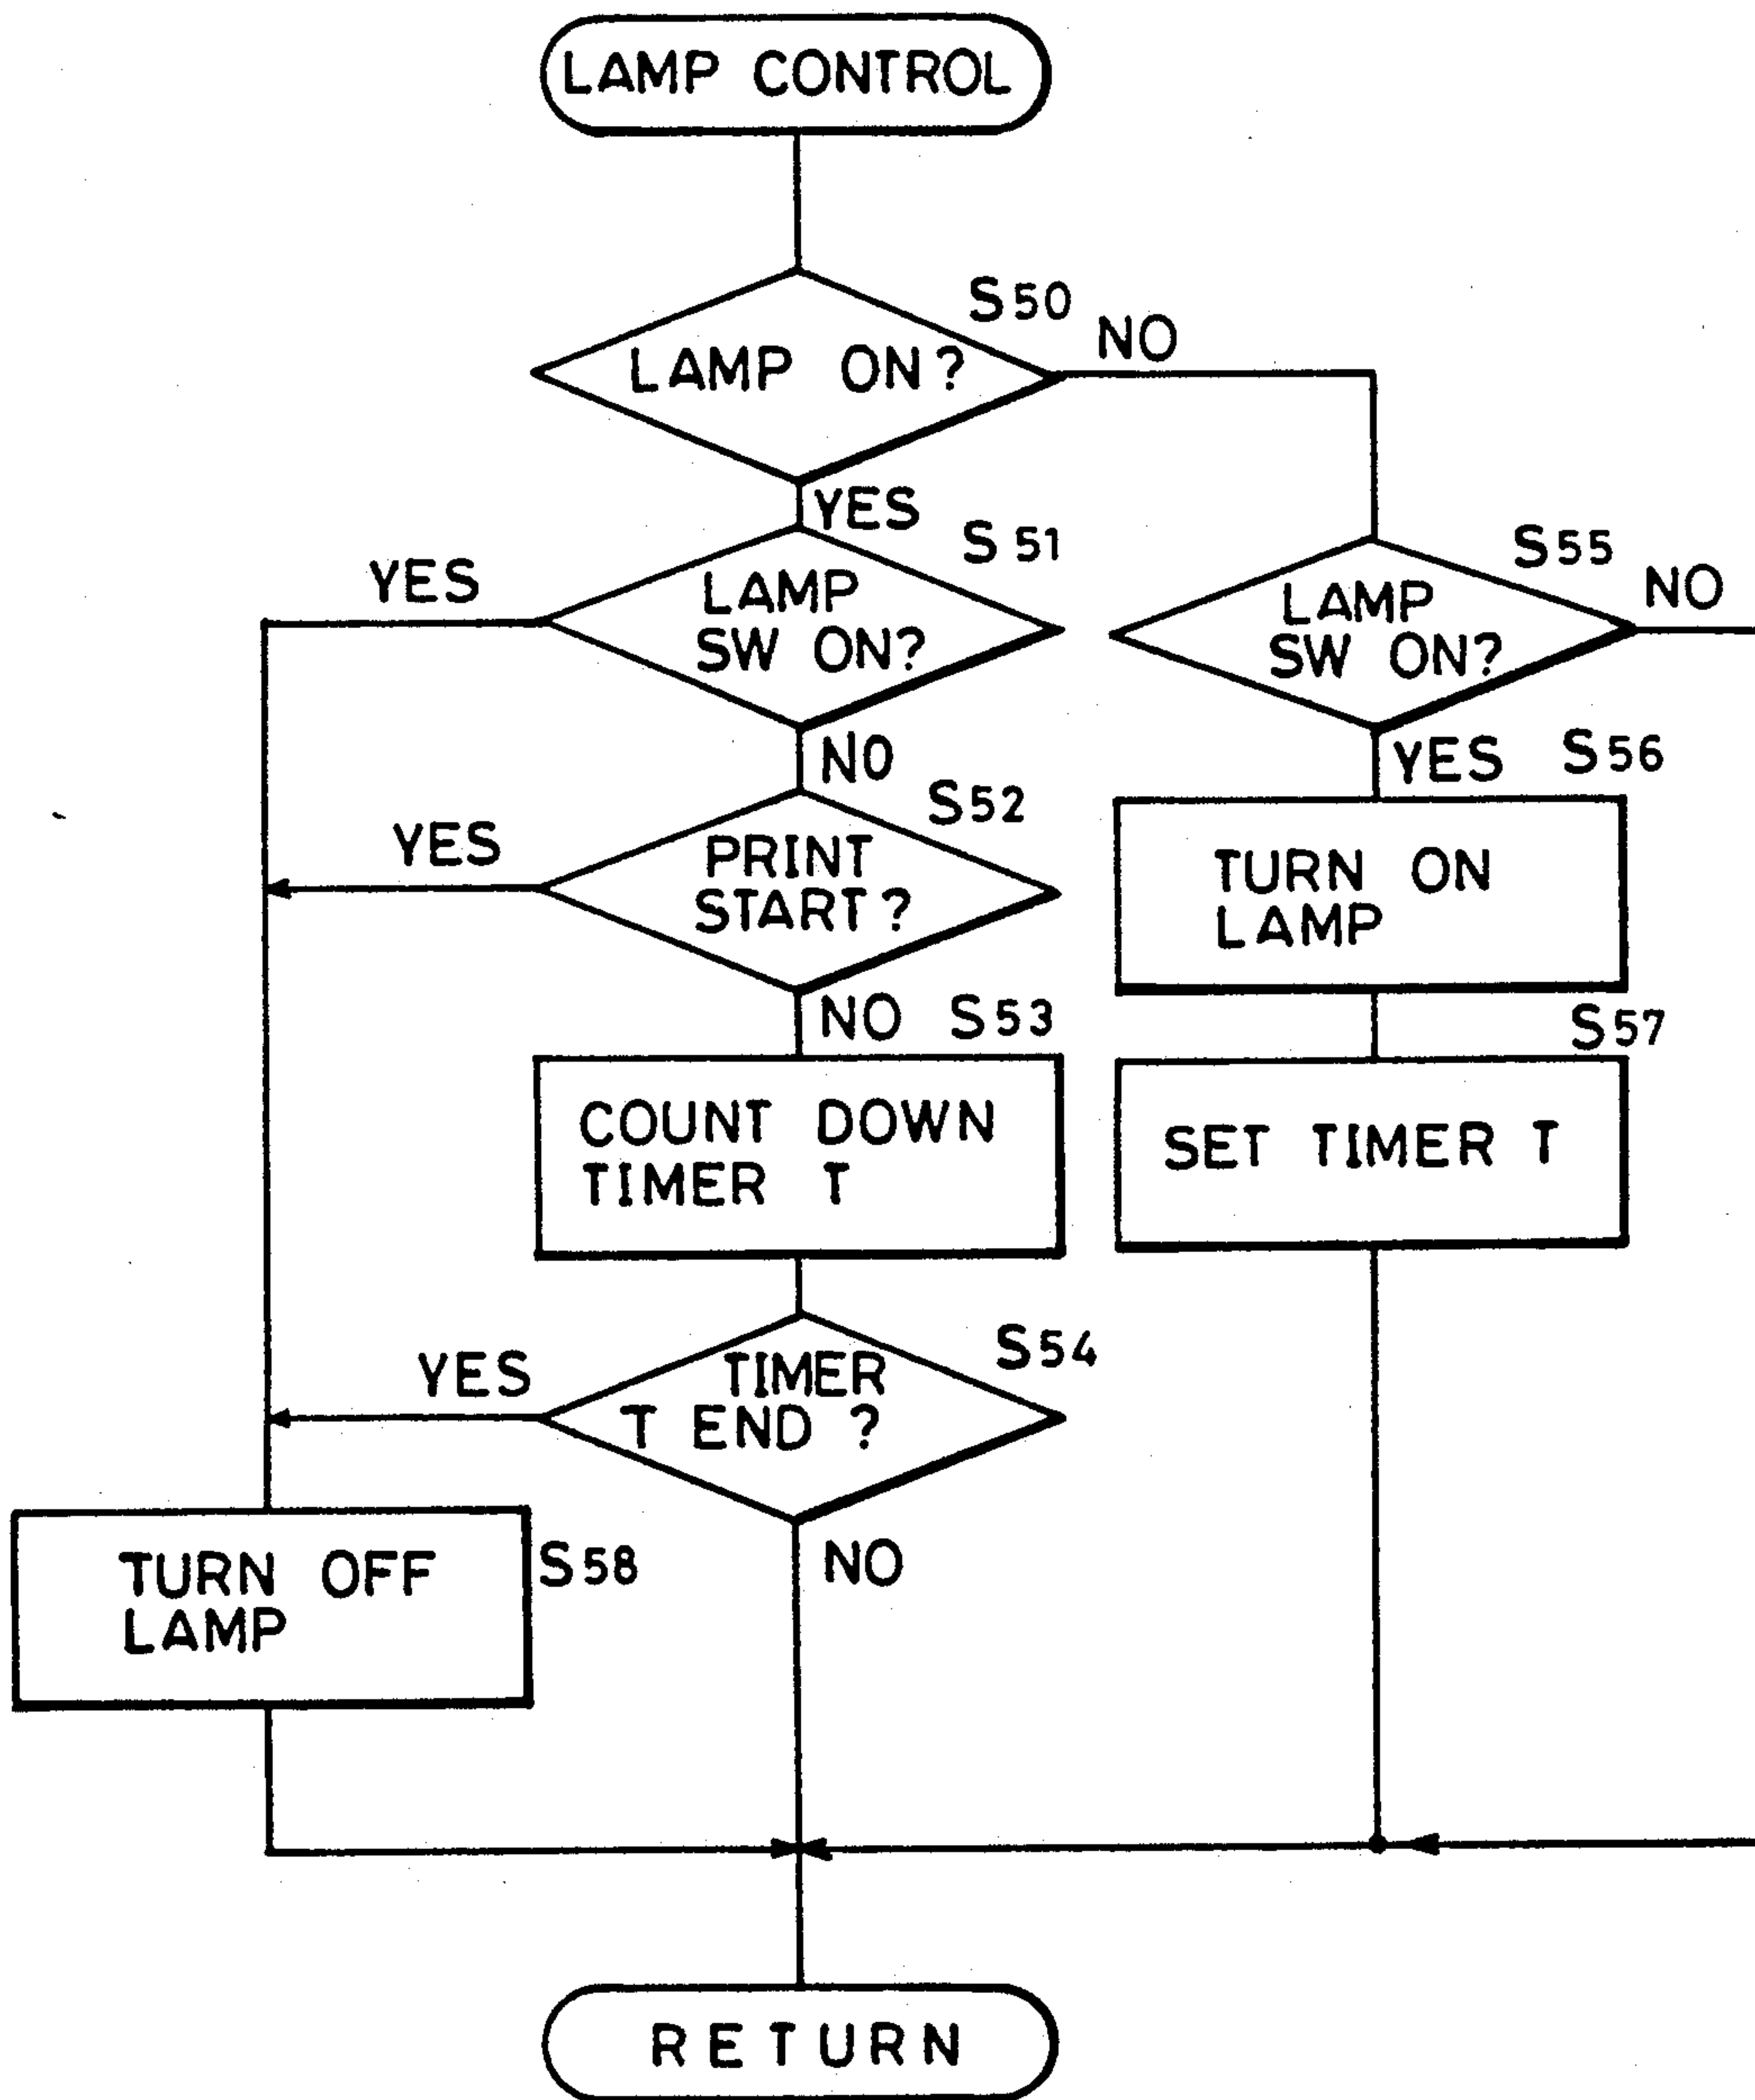 LAMP CONTROL
S50
LAMP ON?
NO
YES
S51
YES
LAMP
SW ON?
NO
S52
YES
PRINT
START?
NO
S53
COUNT DOWN
TIMER T
S54
YES
TIMER
T END ?
NO
S55
LAMP
SW ON?
NO
YES
S56
TURN ON
LAMP
S57
SET TIMER T
S58
TURN OFF
LAMP
RETURN